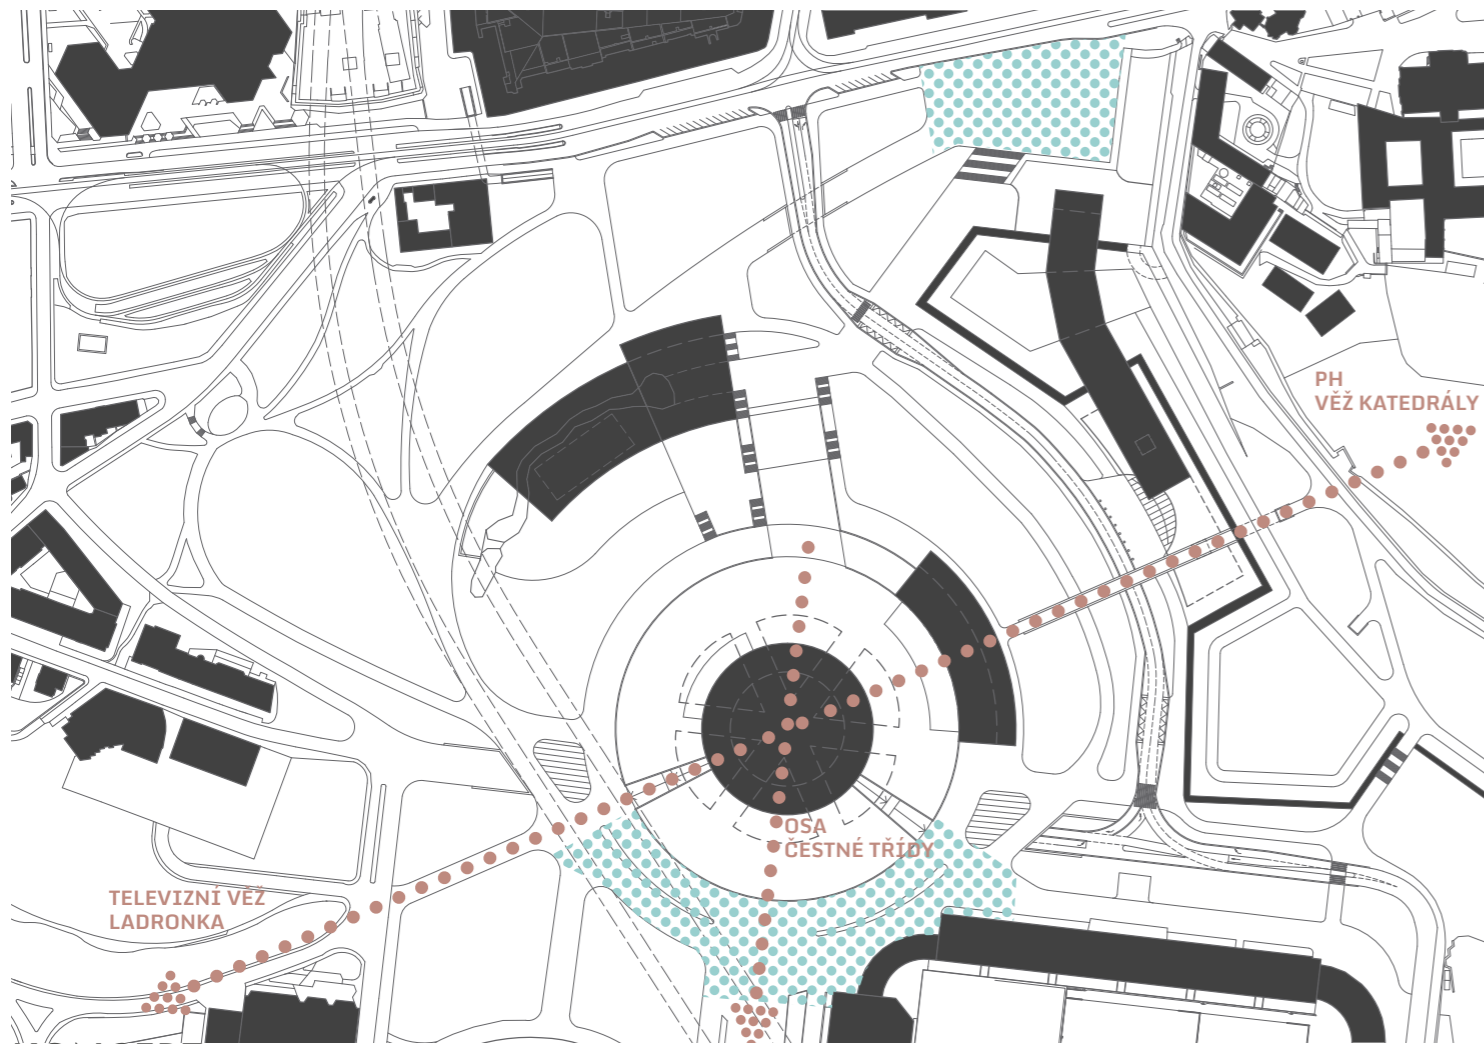 PH
VĚŽ KATEDRÁLY
OSA
ČESTNÉ TŘÍDY
TELEVIZNÍ VĚŽ
LADRONKA